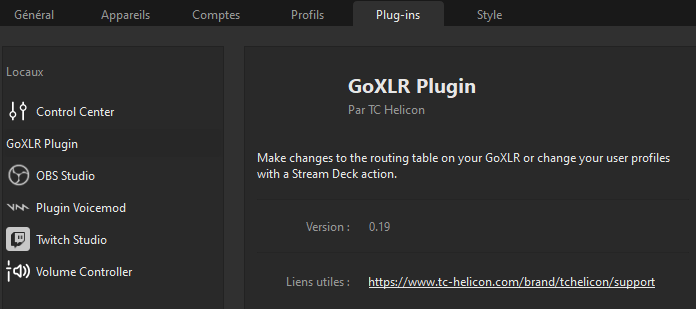 Général
Appareils
Comptes
Profils
Plug-ins
Style
Locaux
Control Center
GoXLR Plugin
OBS Studio
Plugin Voicemod
Twitch Studio
Volume Controller
GoXLR Plugin
Par TC Helicon
Make changes to the routing table on your GoXLR or change your user profiles
with a Stream Deck action.
Version : 0.19
Liens utiles : https://www.tc-helicon.com/brand/tchelicon/support